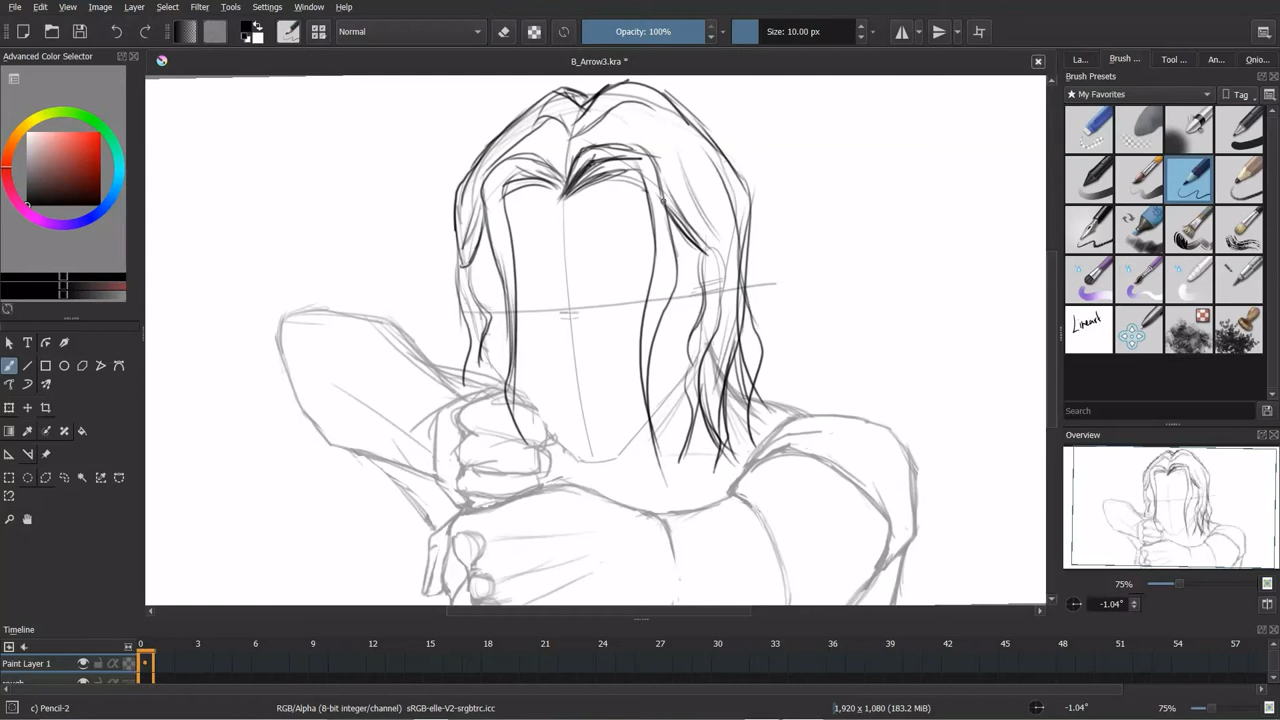 File Edit View Image Layer Select Filter Tools Settings Window Help
Normal
Opacity: 100%
Size: 10.00 px
Advanced Color Selector
B_Arrow3.kra *
La... Brush ... Tool ... An... Onio...
Brush Presets
★ My Favorites
Tag
Lineart
Search
Overview
75%
-1.04°
Timeline
0 3 6 9 12 15 18 21 24 27 30 33 36 39 42 45 48 51 54 57
Paint Layer 1
rough
c) Pencil-2
RGB/Alpha (8-bit integer/channel) sRGB-elle-V2-srgbtrc.icc
1,920 x 1,080 (183.2 MiB)
-1.04°
75%